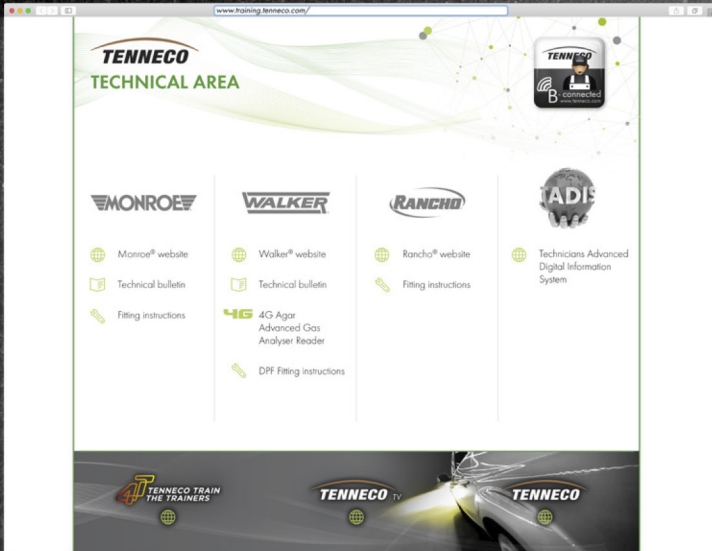 www.training.tenneco.com/
TENNECO
TECHNICAL AREA
TENNECO
B-connected
www.tenneco.com
MONROE
Monroe® website
Technical bulletin
Fitting instructions
WALKER
Walker® website
Technical bulletin
4G 4G Agar
Advanced Gas
Analyser Reader
DPF Fitting instructions
RANCHO
Rancho® website
Fitting instructions
TADIS
Technicians Advanced
Digital Information
System
4T TENNECO TRAIN
THE TRAINERS
TENNECO TV
TENNECO